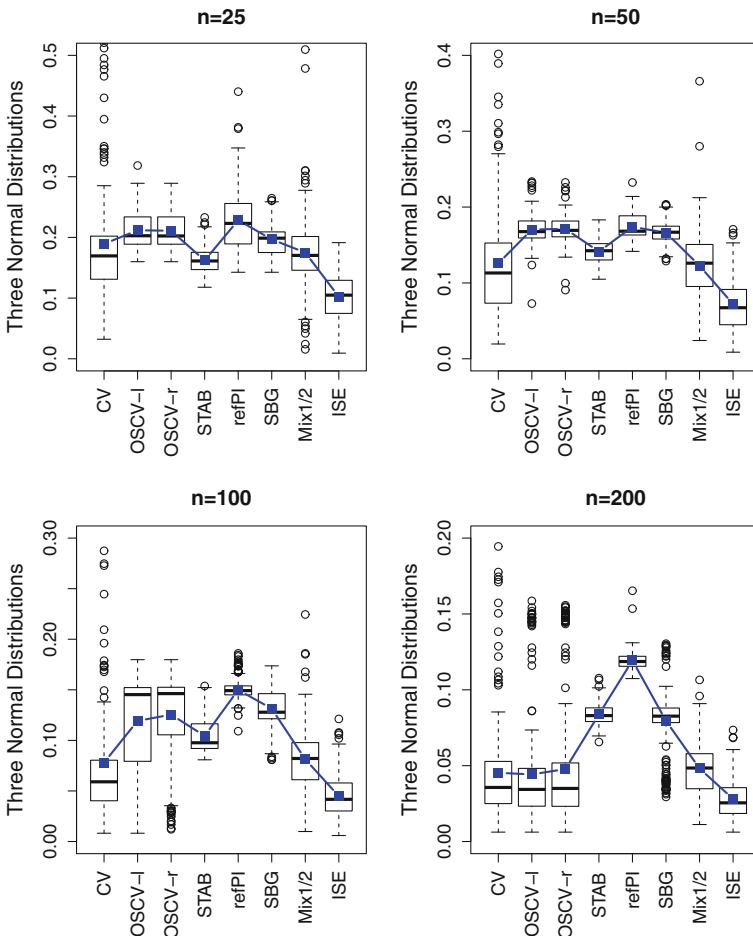 n=25
Three Normal Distributions
0.5
0.4
0.3
0.2
0.1
0.0
CV
OSCV-l
OSCV-r
STAB
refPI
SBG
Mix1/2
ISE
n=50
Three Normal Distributions
0.4
0.3
0.2
0.1
0.0
CV
OSCV-l
OSCV-r
STAB
refPI
SBG
Mix1/2
ISE
n=100
Three Normal Distributions
0.30
0.20
0.10
0.00
CV
OSCV-l
OSCV-r
STAB
refPI
SBG
Mix1/2
ISE
n=200
Three Normal Distributions
0.20
0.15
0.10
0.05
0.00
CV
OSCV-l
OSCV-r
STAB
refPI
SBG
Mix1/2
ISE